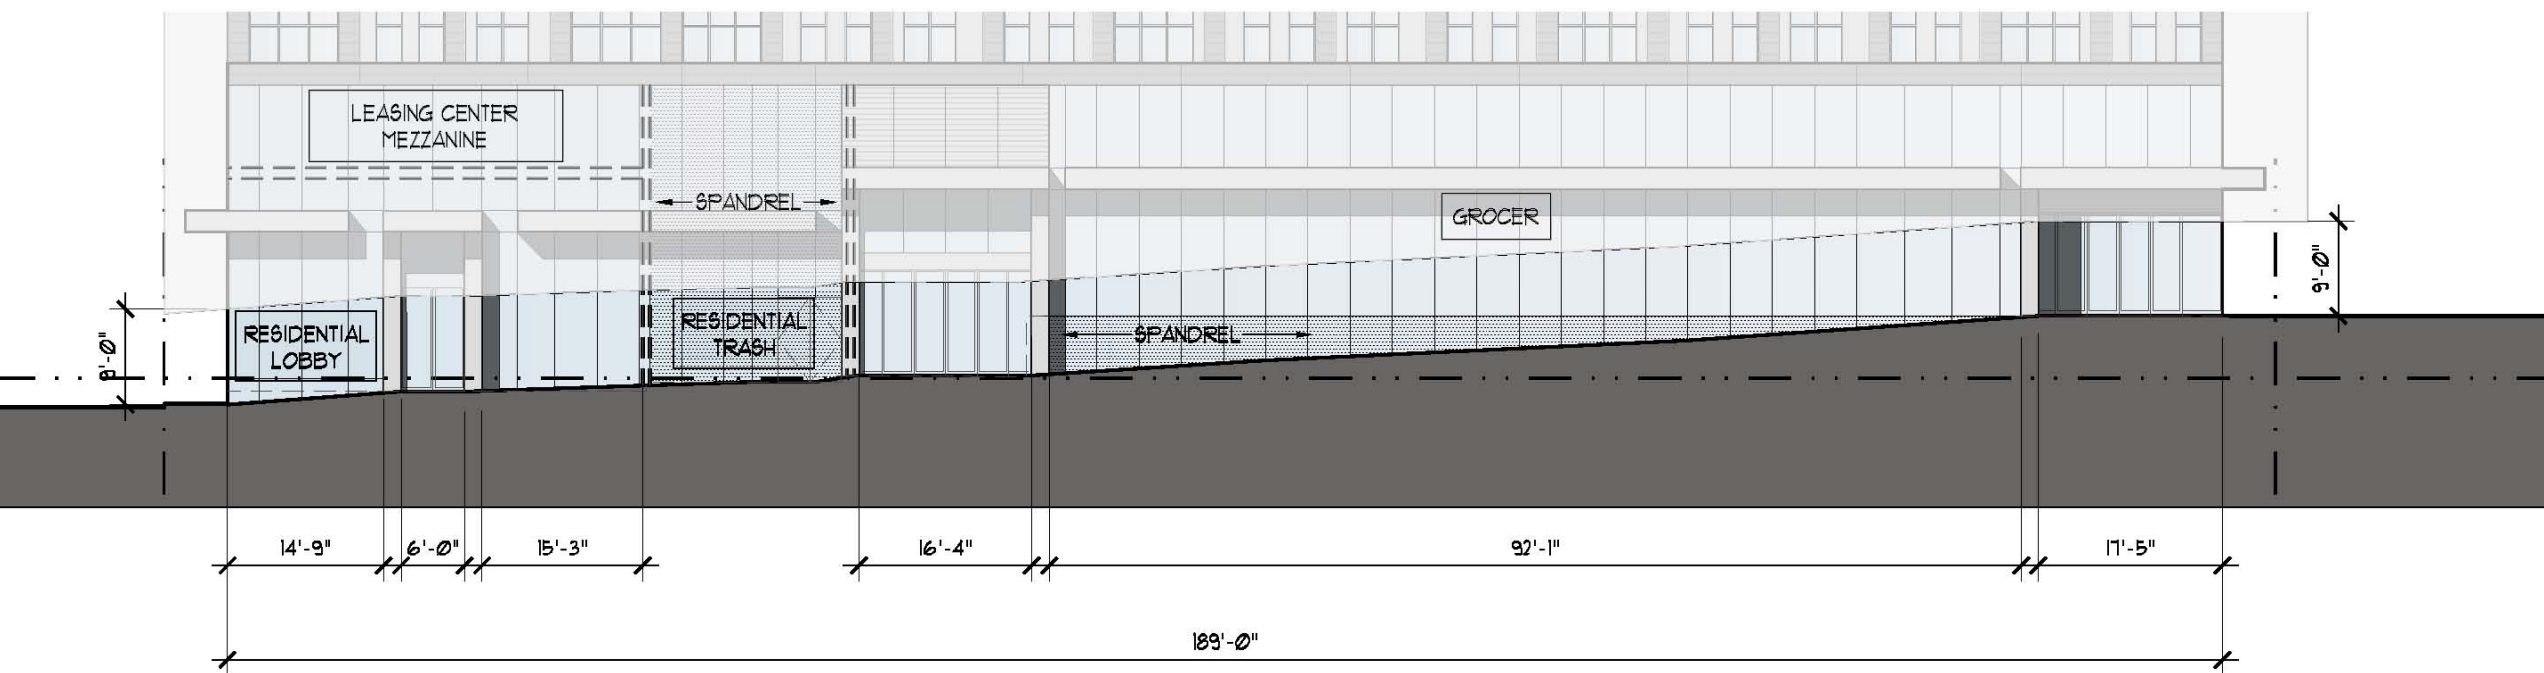 LEASING CENTER
MEZZANINE
SPANDREL
GROCER
9'-0"
RESIDENTIAL
LOBBY
RESIDENTIAL
TRASH
SPANDREL
9'-0"
14'-9"
6'-0"
15'-3"
16'-4"
92'-1"
17'-5"
189'-0"